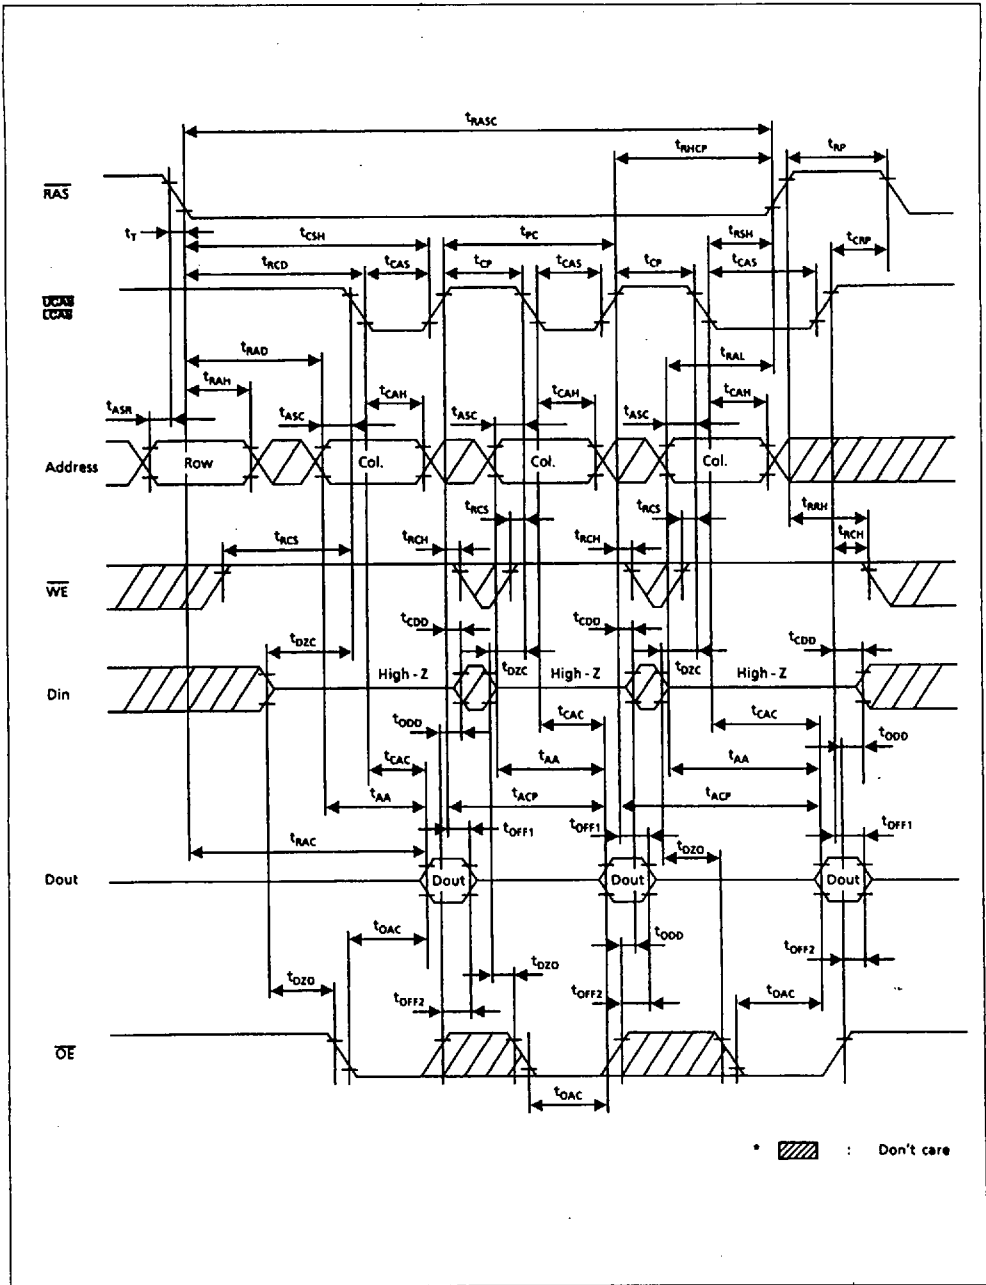 tRASC
tRHCP
tRP
RAS
tT
tCSH
tPC
tRSH
tCRP
tRCD
tCAS
tCP
tCAS
tCP
tCAS
UCAS
LCAS
tRAD
tRAL
tRAH
tCAH
tCAH
tCAH
tASR
tASC
tASC
tASC
Address
Row
Col.
Col.
Col.
tRCS
tRCS
tRRH
tRCS
tRCH
tRCH
tRCH
WE
tCDD
tCDD
tCDD
tDZC
tDZC
tDZC
Din
High - Z
High - Z
High - Z
tODD
tCAC
tCAC
tODD
tCAC
tAA
tAA
tAA
tACP
tACP
tOFF1
tOFF1
tOFF1
tRAC
tDZO
Dout
Dout
Dout
Dout
tOAC
tODD
tOFF2
tDZO
tDZO
tOFF2
tOFF2
tOAC
OE
tOAC
* : Don't care